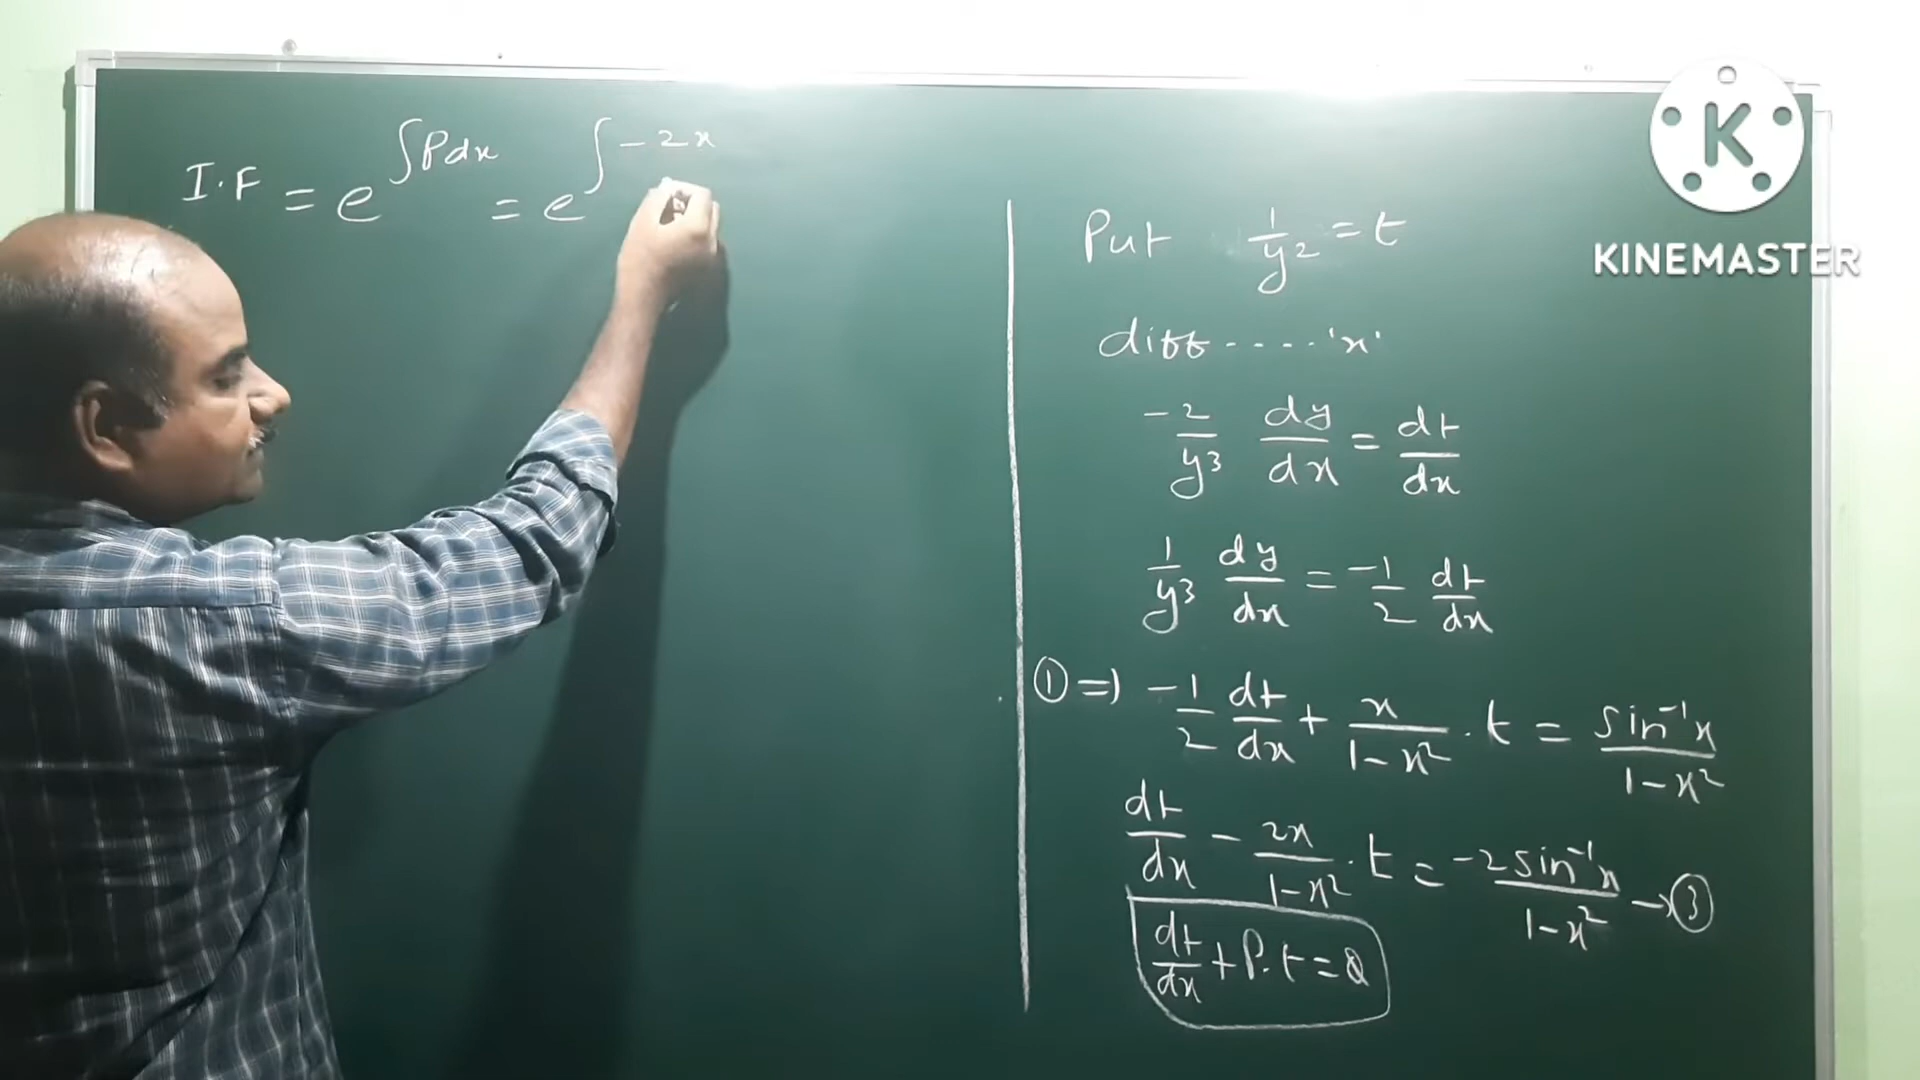 I.F = e^∫Pdx = e^∫-2x
K
KINEMASTER
Put 1/y² = t
diff ..... 'x'
-2/y³ dy/dx = dt/dx
1/y³ dy/dx = -1/2 dt/dx
① => -1/2 dt/dx + x/1-x² . t = sin⁻¹x/1-x²
dt/dx - 2x/1-x² . t = -2sin⁻¹x/1-x² → ③
dt/dx + P.t = Q